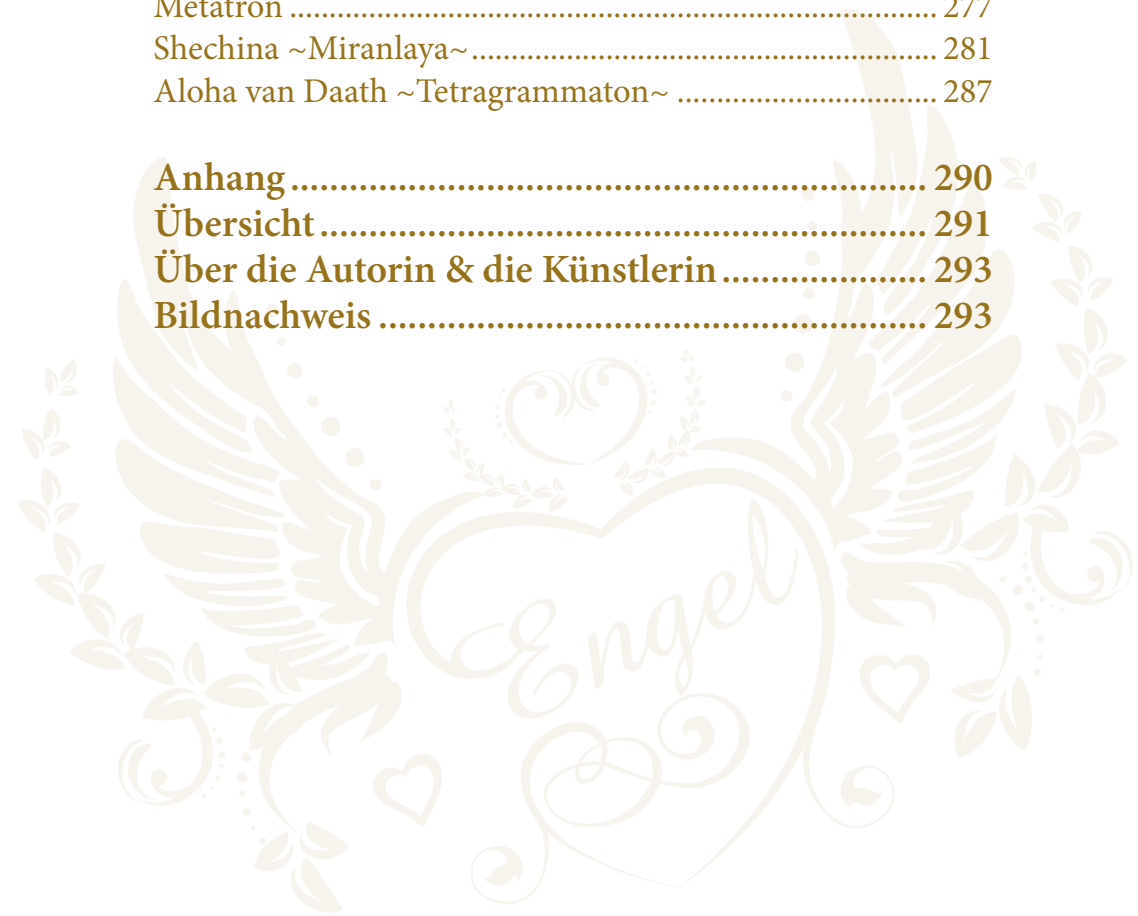 Metatron ........................................................................................ 277
Shechina ~Miranlaya~ ............................................................ 281
Aloha van Daath ~Tetragrammaton~ ................................. 287
Anhang ................................................................. 290
Übersicht .............................................................. 291
Über die Autorin & die Künstlerin ..................... 293
Bildnachweis ........................................................ 293
Engel